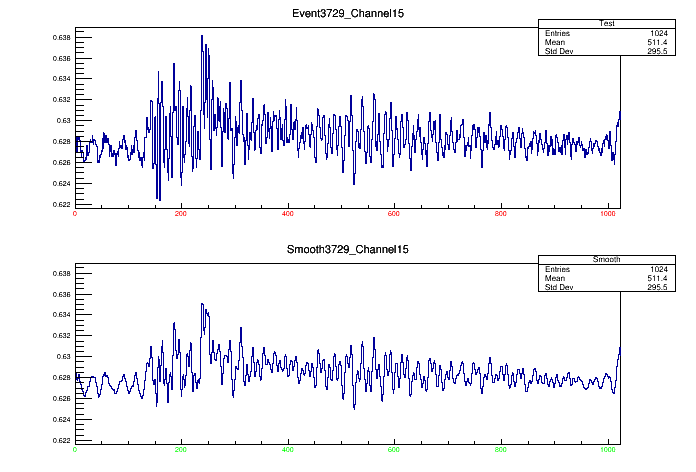 Event3729_Channel15
Test
Entries 1024
Mean 511.4
Std Dev 295.5
0.638
0.636
0.634
0.632
0.63
0.628
0.626
0.624
0.622
0 200 400 600 800 1000
Smooth3729_Channel15
Smooth
Entries 1024
Mean 511.4
Std Dev 295.5
0.638
0.636
0.634
0.632
0.63
0.628
0.626
0.624
0.622
0 200 400 600 800 1000